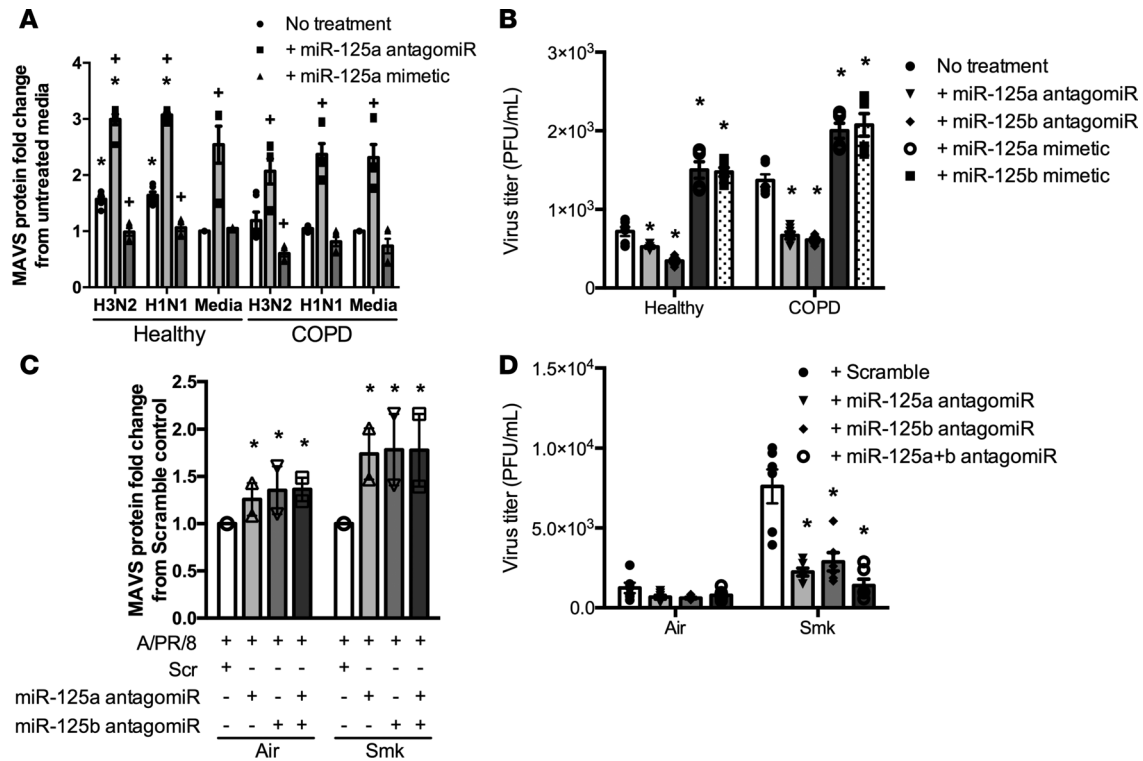 A
No treatment
+ miR-125a antagomiR
+ miR-125a mimetic
MAVS protein fold change
from untreated media
4
3
2
1
0
+ + + + + +
* * * * + +
H3N2 H1N1 Media H3N2 H1N1 Media
Healthy COPD
B
No treatment
+ miR-125a antagomiR
+ miR-125b antagomiR
+ miR-125a mimetic
+ miR-125b mimetic
Virus titer (PFU/mL)
3×10³
2×10³
1×10³
0
* * * * * * * *
Healthy COPD
C
MAVS protein fold change
from Scramble control
2.5
2.0
1.5
1.0
0.5
0.0
* * * * * *
A/PR/8 + + + + + + + +
Scr + - - - + - - -
miR-125a antagomiR - + - + - + - +
miR-125b antagomiR - - + + - - + +
Air Smk
D
+ Scramble
+ miR-125a antagomiR
+ miR-125b antagomiR
+ miR-125a+b antagomiR
Virus titer (PFU/mL)
1.5×10⁴
1.0×10⁴
5.0×10³
0.0
* * *
Air Smk